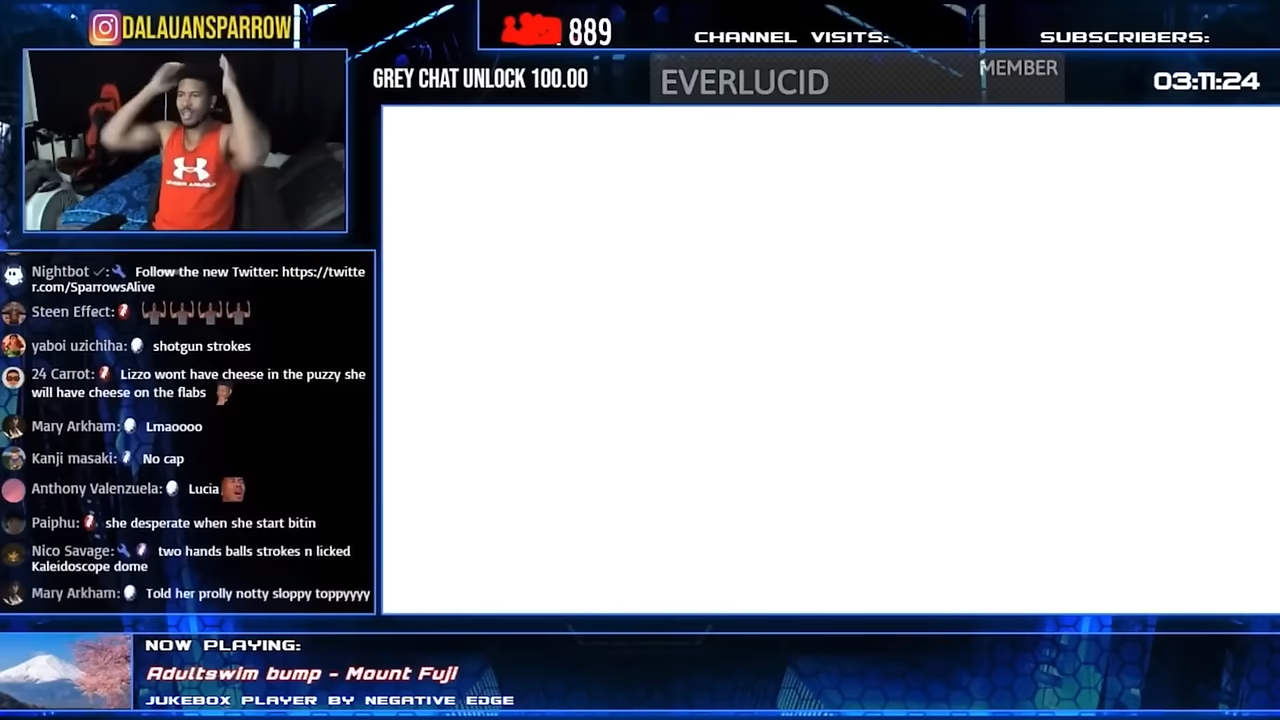 DALAUANSPARROW
889
CHANNEL VISITS:
SUBSCRIBERS:
GREY CHAT UNLOCK 100.00
EVERLUCID
MEMBER
03:11:24
UNDER ARMOUR
Nightbot ✓: Follow the new Twitter: https://twitte
r.com/SparrowsAlive
Steen Effect:
yaboi uzichiha: shotgun strokes
24 Carrot: Lizzo wont have cheese in the puzzy she
will have cheese on the flabs
Mary Arkham: Lmaoooo
Kanji masaki: No cap
Anthony Valenzuela: Lucia
Paiphu: she desperate when she start bitin
Nico Savage: two hands balls strokes n licked
Kaleidoscope dome
Mary Arkham: Told her prolly notty sloppy toppyyyy
NOW PLAYING:
Adultswim bump - Mount Fuji
JUKEBOX PLAYER BY NEGATIVE EDGE